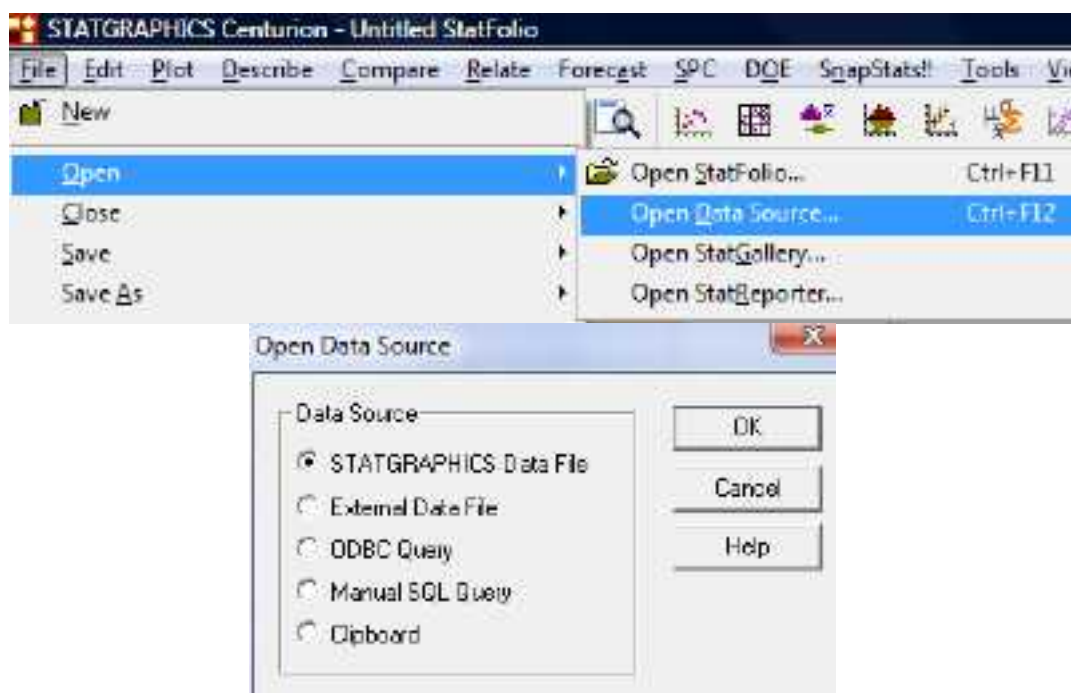 STATGRAPHICS Centurion - Untitled StatFolio
File Edit Plot Describe Compare Relate Forecast SPC DOE SnapStats!! Tools Vi
New
Open
Open StatFolio... Ctrl+F11
Close
Open Data Source... Ctrl+F12
Save
Open StatGallery...
Save As
Open StatReporter...
Open Data Source
Data Source
OK
STATGRAPHICS Data File
Cancel
External Data File
ODBC Query
Help
Manual SQL Query
Clipboard